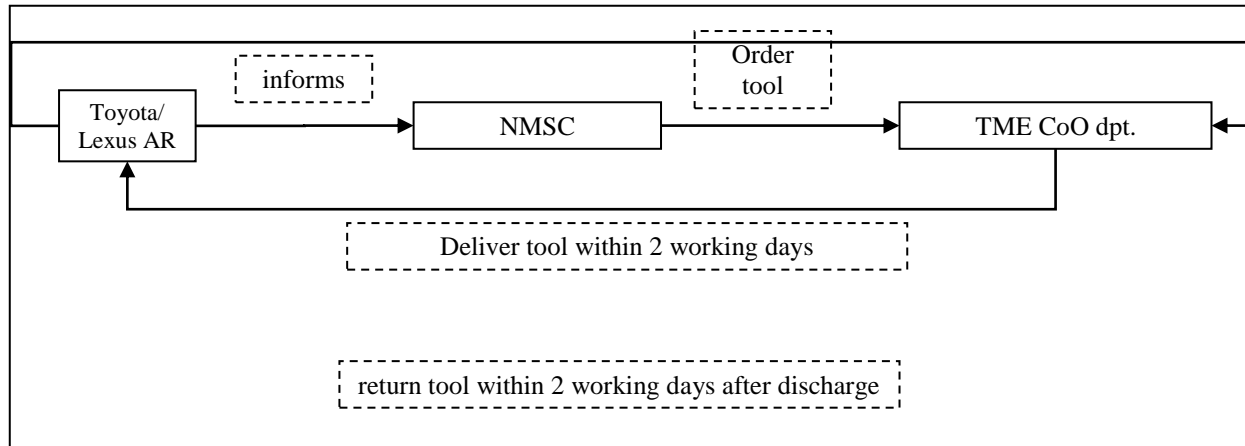 Order
tool
informs
Toyota/
Lexus AR
NMSC
TME CoO dpt.
Deliver tool within 2 working days
return tool within 2 working days after discharge